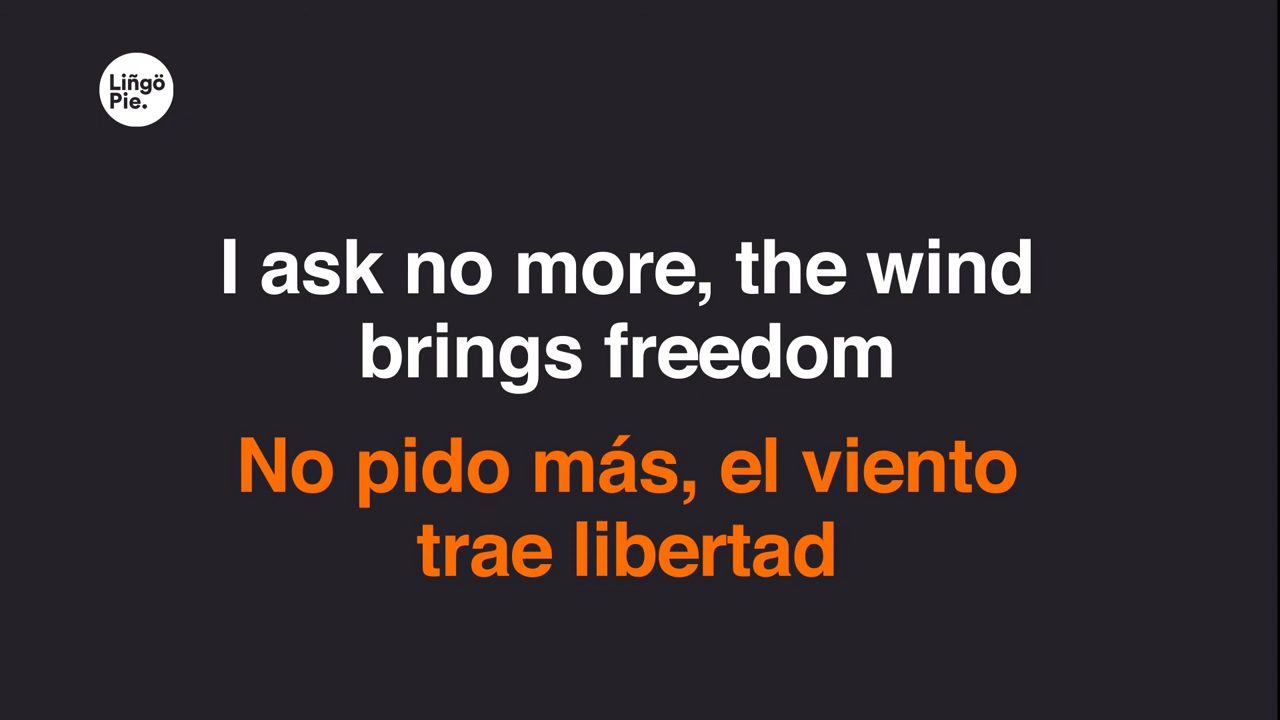 Liñgö
Pie.
I ask no more, the wind
brings freedom
No pido más, el viento
trae libertad